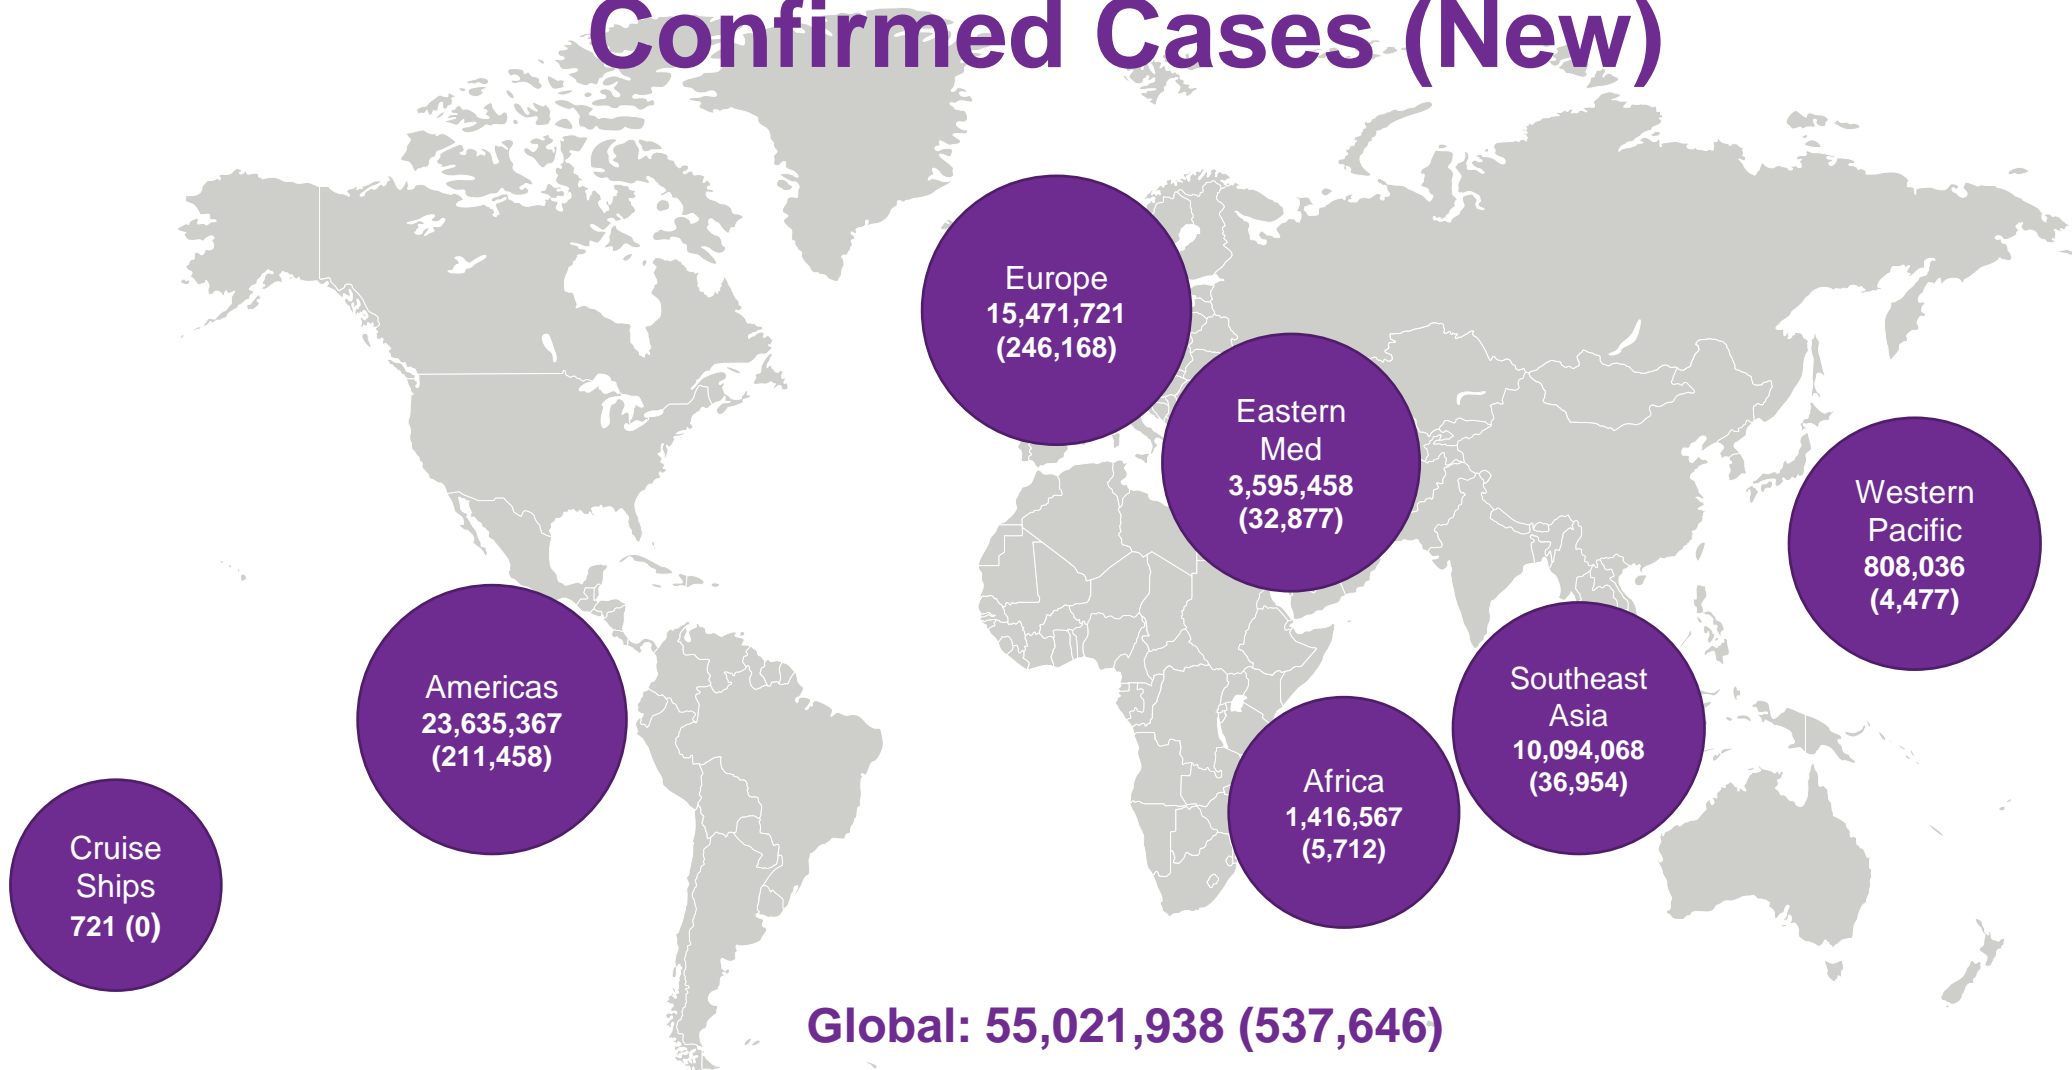 Confirmed Cases (New)
Europe
15,471,721
(246,168)
Eastern
Med
3,595,458
(32,877)
Western
Pacific
808,036
(4,477)
Americas
23,635,367
(211,458)
Southeast
Asia
10,094,068
(36,954)
Africa
1,416,567
(5,712)
Cruise
Ships
721 (0)
Global: 55,021,938 (537,646)